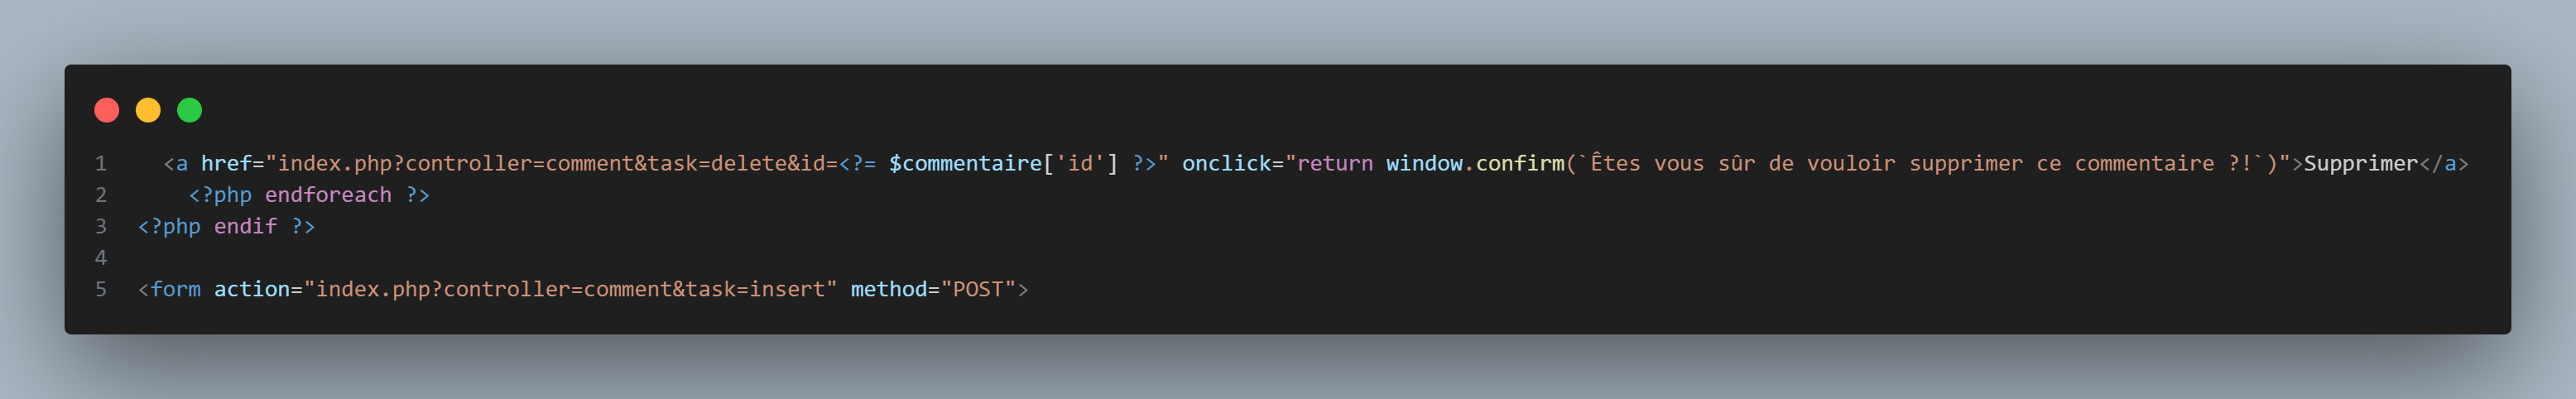 1 <a href="index.php?controller=comment&task=delete&id=<?= $commentaire['id'] ?>" onclick="return window.confirm(`Êtes vous sûr de vouloir supprimer ce commentaire ?!`)">Supprimer</a>
2 <?php endforeach ?>
3 <?php endif ?>
4
5 <form action="index.php?controller=comment&task=insert" method="POST">